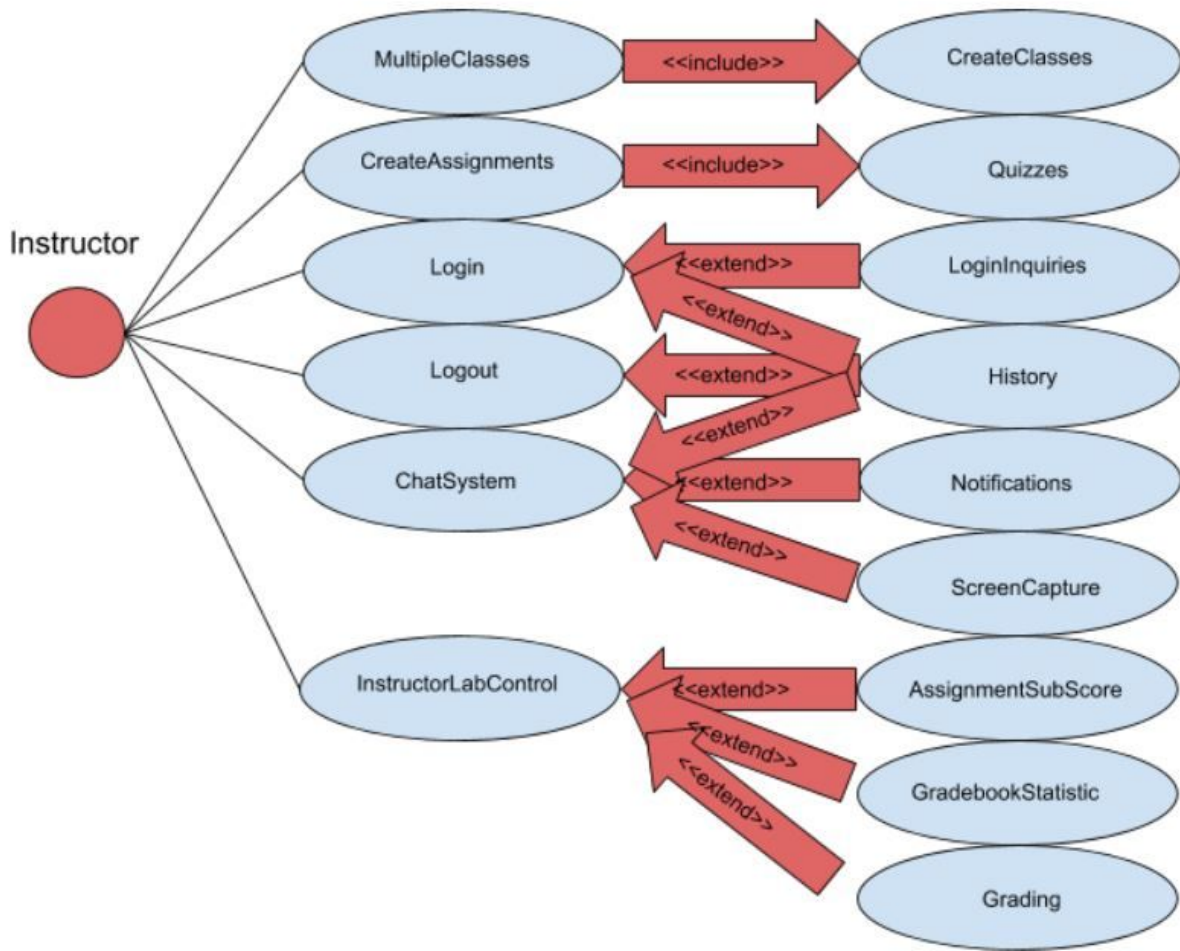 MultipleClasses
<<include>>
CreateClasses
CreateAssignments
<<include>>
Quizzes
Instructor
Login
<<extend>>
LoginInquiries
<<extend>>
Logout
<<extend>>
History
<<extend>>
ChatSystem
<<extend>>
Notifications
<<extend>>
ScreenCapture
InstructorLabControl
<<extend>>
AssignmentSubScore
<<extend>>
GradebookStatistic
<<extend>>
Grading